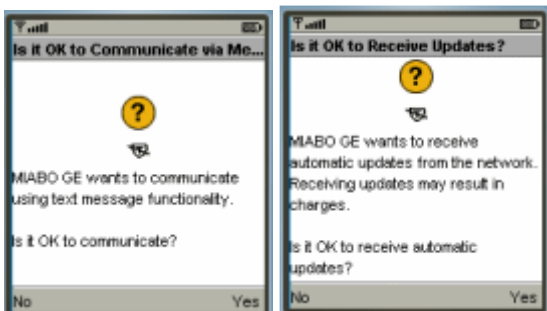 Is it OK to Communicate via Me...
?
MIABO GE wants to communicate
using text message functionality.
Is it OK to communicate?
No Yes
Is it OK to Receive Updates?
?
MIABO GE wants to receive
automatic updates from the network.
Receiving updates may result in
charges.
Is it OK to receive automatic
updates?
No Yes